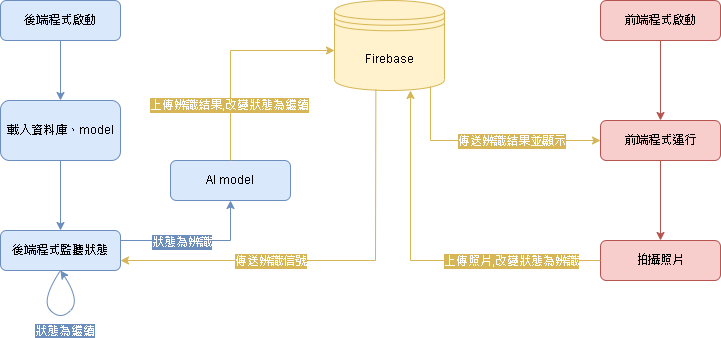 後端程式啟動
前端程式啟動
Firebase
上傳辨識結果,改變狀態為繼續
載入資料庫、model
傳送辨識結果並顯示
前端程式運行
AI model
後端程式監聽狀態
狀態為辨識
傳送辨識信號
上傳照片,改變狀態為辨識
拍攝照片
狀態為繼續